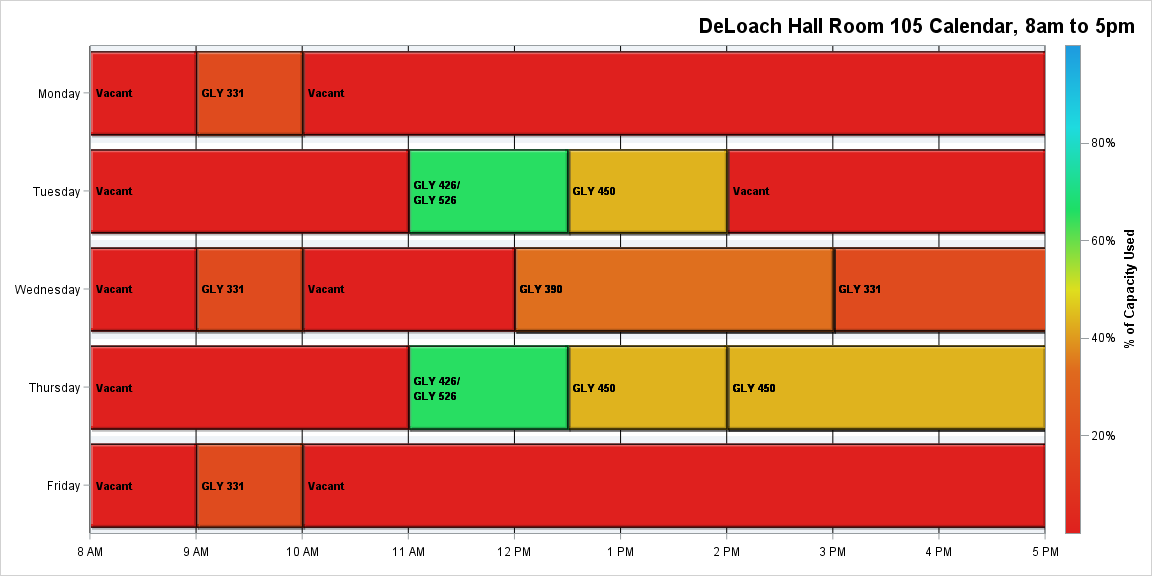 DeLoach Hall Room 105 Calendar, 8am to 5pm
Monday
Vacant
GLY 331
Vacant
Tuesday
Vacant
GLY 426/
GLY 526
GLY 450
Vacant
Wednesday
Vacant
GLY 331
Vacant
GLY 390
GLY 331
Thursday
Vacant
GLY 426/
GLY 526
GLY 450
GLY 450
Friday
Vacant
GLY 331
Vacant
8 AM
9 AM
10 AM
11 AM
12 PM
1 PM
2 PM
3 PM
4 PM
5 PM
80%
60%
40%
20%
% of Capacity Used